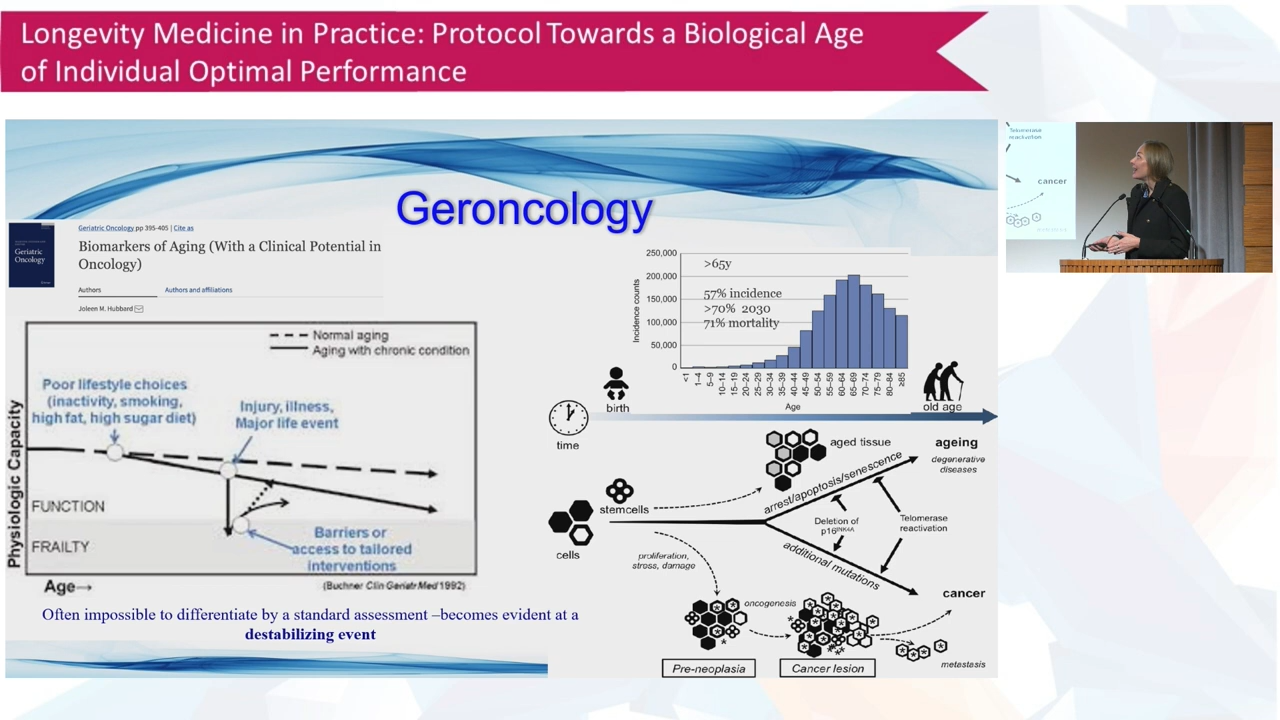 Longevity Medicine in Practice: Protocol Towards a Biological Age
of Individual Optimal Performance
Geroncology
Geriatric Oncology pp 395-405 | Cite as
Geriatric
Oncology
Biomarkers of Aging (With a Clinical Potential in
Oncology)
Authors
Authors and affiliations
Joleen M. Hubbard
Normal aging
Aging with chronic condition
Poor lifestyle choices
(inactivity, smoking,
high fat, high sugar diet)
Injury, illness,
Major life event
Physiologic Capacity
FUNCTION
FRAILTY
Barriers or
access to tailored
interventions
Age→
(Buchner Clin Geriatr Med 1992)
Often impossible to differentiate by a standard assessment –becomes evident at a
destabilizing event
Incidence counts
250,000
200,000
150,000
100,000
50,000
0
>65y
57% incidence
>70% 2030
71% mortality
<1
1–4
5–9
10–14
15–19
20–24
25–29
30–34
35–39
40–44
45–49
50–54
55–59
60–64
65–69
70–74
75–79
80–84
≥85
Age
birth
old age
time
aged tissue
ageing
degenerative
diseases
arrest/apoptosis/senescence
stemcells
cells
Deletion of
p16INK4A
Telomerase
reactivation
proliferation,
stress, damage
additional mutations
cancer
oncogenesis
metastasis
Pre-neoplasia
Cancer lesion
Telomerase
reactivation
cancer